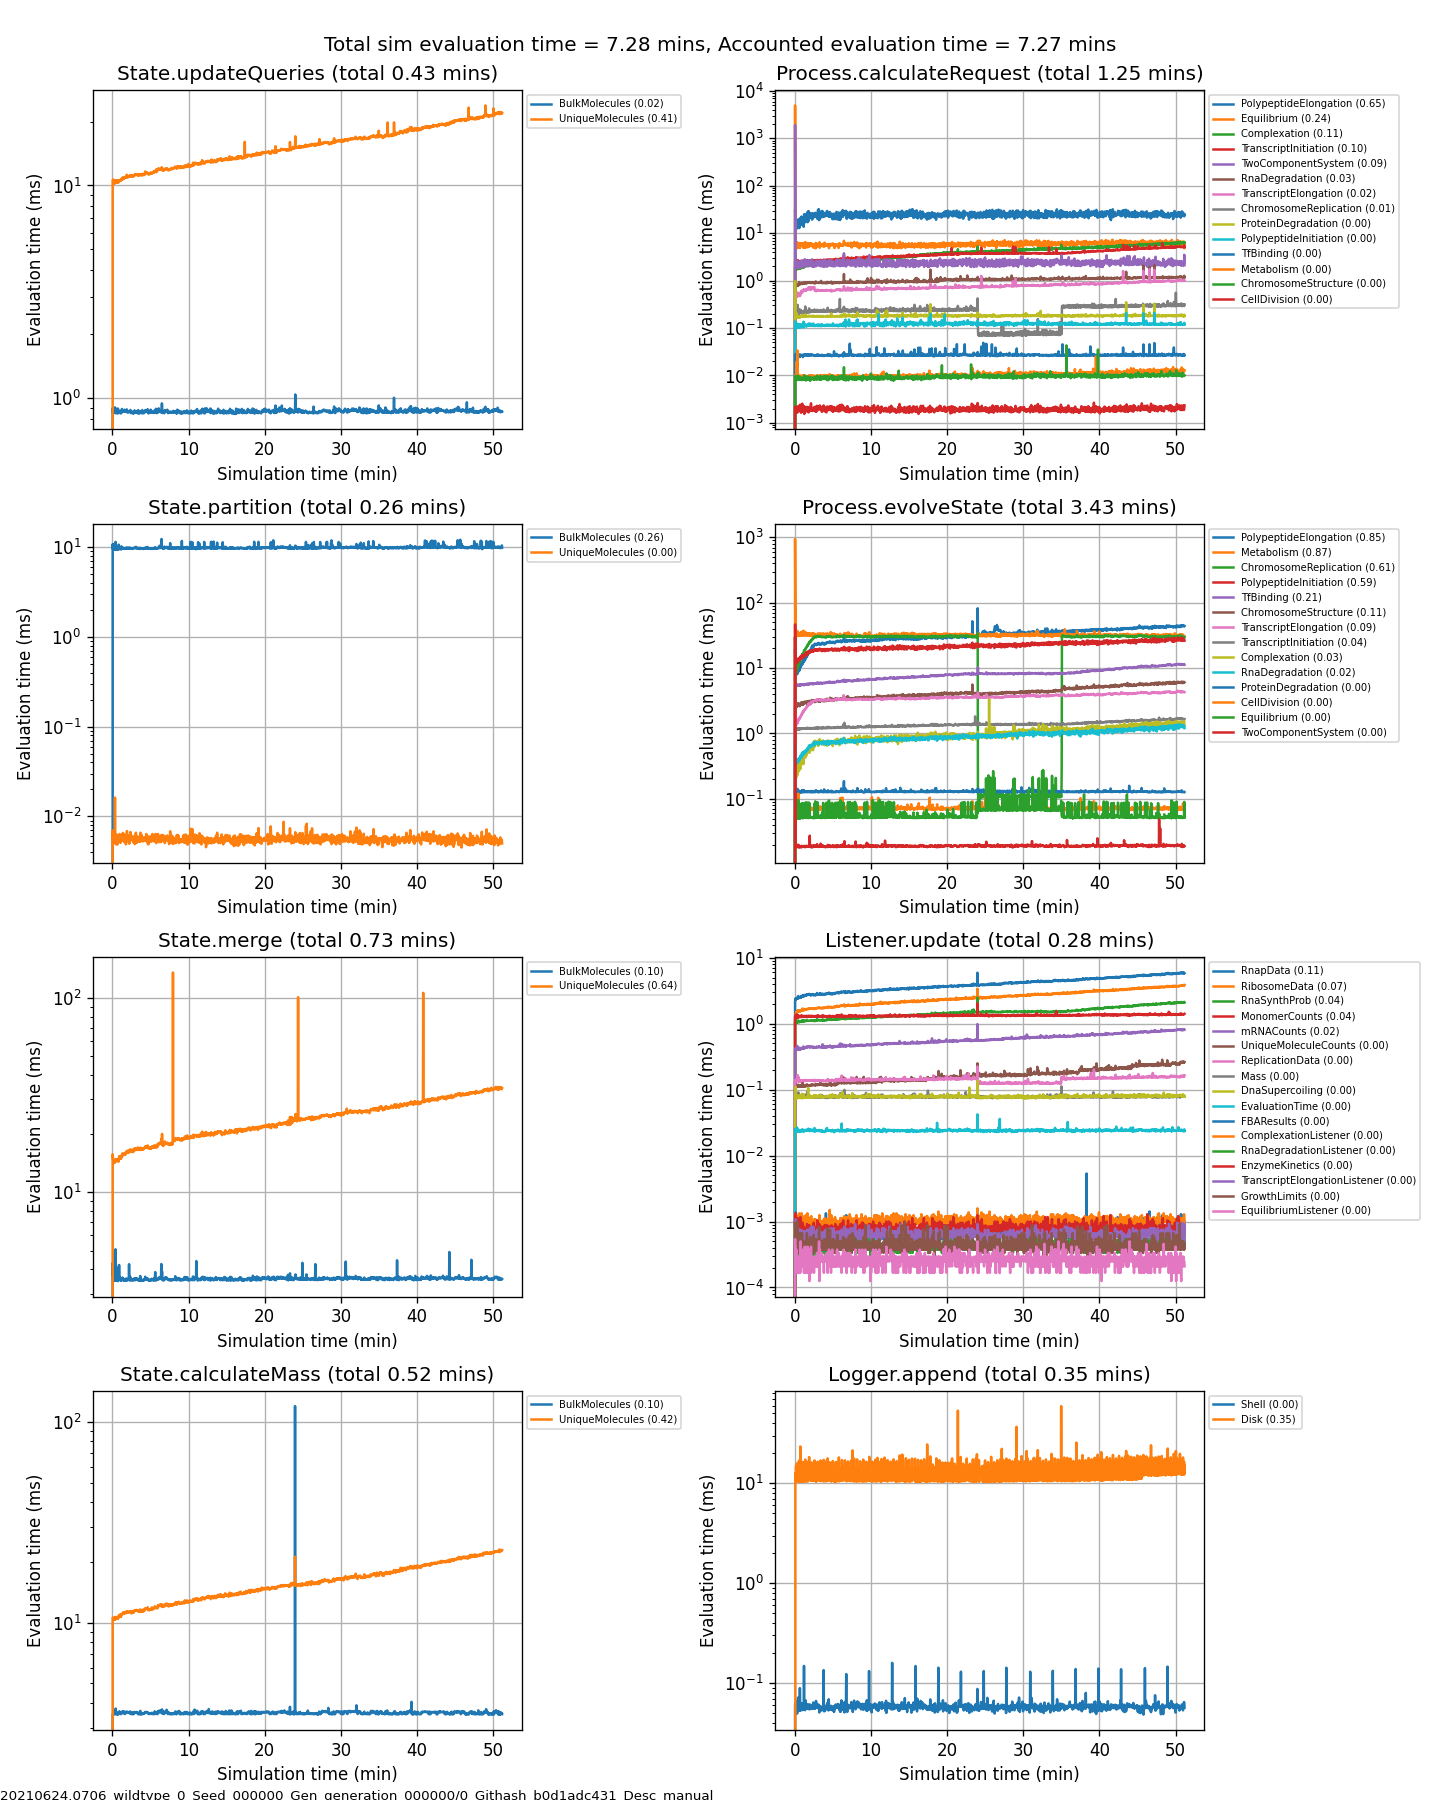 Total sim evaluation time = 7.28 mins, Accounted evaluation time = 7.27 mins
State.updateQueries (total 0.43 mins)
Evaluation time (ms)
10^1
10^0
0 10 20 30 40 50
Simulation time (min)
BulkMolecules (0.02)
UniqueMolecules (0.41)
Process.calculateRequest (total 1.25 mins)
Evaluation time (ms)
10^4
10^3
10^2
10^1
10^0
10^−1
10^−2
10^−3
0 10 20 30 40 50
Simulation time (min)
PolypeptideElongation (0.65)
Equilibrium (0.24)
Complexation (0.11)
TranscriptInitiation (0.10)
TwoComponentSystem (0.09)
RnaDegradation (0.03)
TranscriptElongation (0.02)
ChromosomeReplication (0.01)
ProteinDegradation (0.00)
PolypeptideInitiation (0.00)
TfBinding (0.00)
Metabolism (0.00)
ChromosomeStructure (0.00)
CellDivision (0.00)
State.partition (total 0.26 mins)
Evaluation time (ms)
10^1
10^0
10^−1
10^−2
0 10 20 30 40 50
Simulation time (min)
BulkMolecules (0.26)
UniqueMolecules (0.00)
Process.evolveState (total 3.43 mins)
Evaluation time (ms)
10^3
10^2
10^1
10^0
10^−1
0 10 20 30 40 50
Simulation time (min)
PolypeptideElongation (0.85)
Metabolism (0.87)
ChromosomeReplication (0.61)
PolypeptideInitiation (0.59)
TfBinding (0.21)
ChromosomeStructure (0.11)
TranscriptElongation (0.09)
TranscriptInitiation (0.04)
Complexation (0.03)
RnaDegradation (0.02)
ProteinDegradation (0.00)
CellDivision (0.00)
Equilibrium (0.00)
TwoComponentSystem (0.00)
State.merge (total 0.73 mins)
Evaluation time (ms)
10^2
10^1
0 10 20 30 40 50
Simulation time (min)
BulkMolecules (0.10)
UniqueMolecules (0.64)
Listener.update (total 0.28 mins)
Evaluation time (ms)
10^1
10^0
10^−1
10^−2
10^−3
10^−4
0 10 20 30 40 50
Simulation time (min)
RnapData (0.11)
RibosomeData (0.07)
RnaSynthProb (0.04)
MonomerCounts (0.04)
mRNACounts (0.02)
UniqueMoleculeCounts (0.00)
ReplicationData (0.00)
Mass (0.00)
DnaSupercoiling (0.00)
EvaluationTime (0.00)
FBAResults (0.00)
ComplexationListener (0.00)
RnaDegradationListener (0.00)
EnzymeKinetics (0.00)
TranscriptElongationListener (0.00)
GrowthLimits (0.00)
EquilibriumListener (0.00)
State.calculateMass (total 0.52 mins)
Evaluation time (ms)
10^2
10^1
0 10 20 30 40 50
Simulation time (min)
BulkMolecules (0.10)
UniqueMolecules (0.42)
Logger.append (total 0.35 mins)
Evaluation time (ms)
10^1
10^0
10^−1
0 10 20 30 40 50
Simulation time (min)
Shell (0.00)
Disk (0.35)
20210624.0706_wildtype_0_Seed_000000_Gen_generation_000000/0_Githash_b0d1adc431_Desc_manual